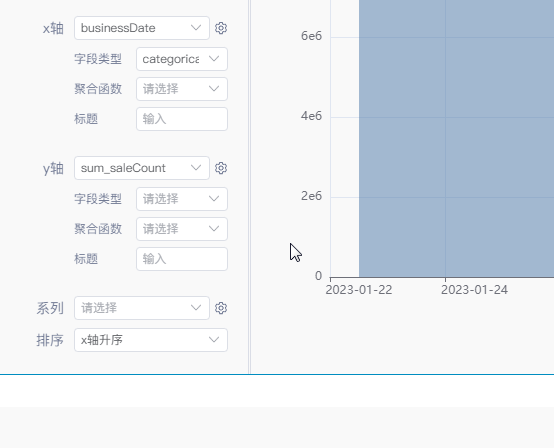 x轴 businessDate
字段类型 categorica
聚合函数 请选择
标题 输入
y轴 sum_saleCount
字段类型 请选择
聚合函数 请选择
标题 输入
系列 请选择
排序 x轴升序
6e6
4e6
2e6
0
2023-01-22 2023-01-24